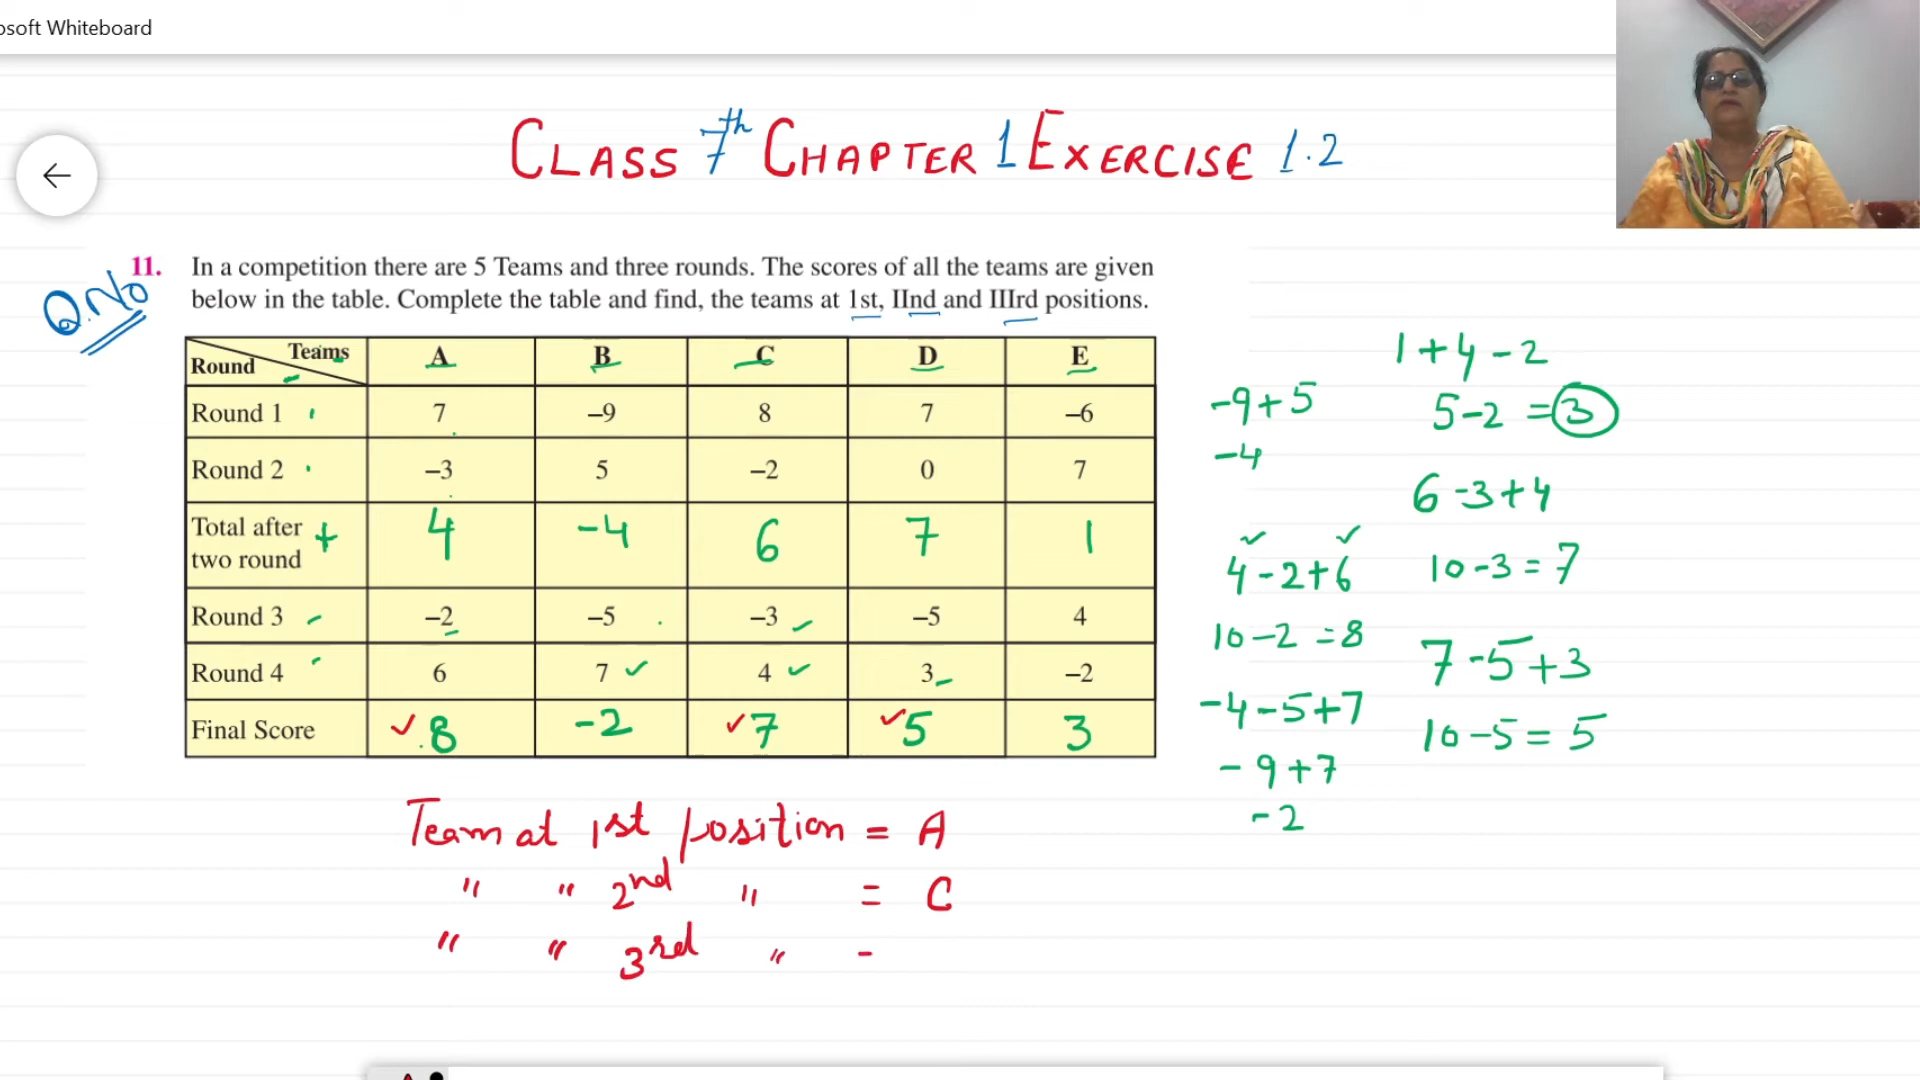 osoft Whiteboard
CLASS 7th CHAPTER 1 EXERCISE 1.2
Q.No 11. In a competition there are 5 Teams and three rounds. The scores of all the teams are given
below in the table. Complete the table and find, the teams at 1st, IInd and IIIrd positions.
Round Teams A B C D E
Round 1 7 –9 8 7 –6
Round 2 –3 5 –2 0 7
Total after two round + 4 -4 6 7 1
Round 3 –2 –5 –3 –5 4
Round 4 6 7 4 3 –2
Final Score 8 -2 7 5 3
-9+5
-4
4-2+6
10-2=8
-4-5+7
-9+7
-2
1+4-2
5-2=3
6-3+4
10-3=7
7-5+3
10-5=5
Team at 1st position = A
" " 2nd " = C
" " 3rd " -